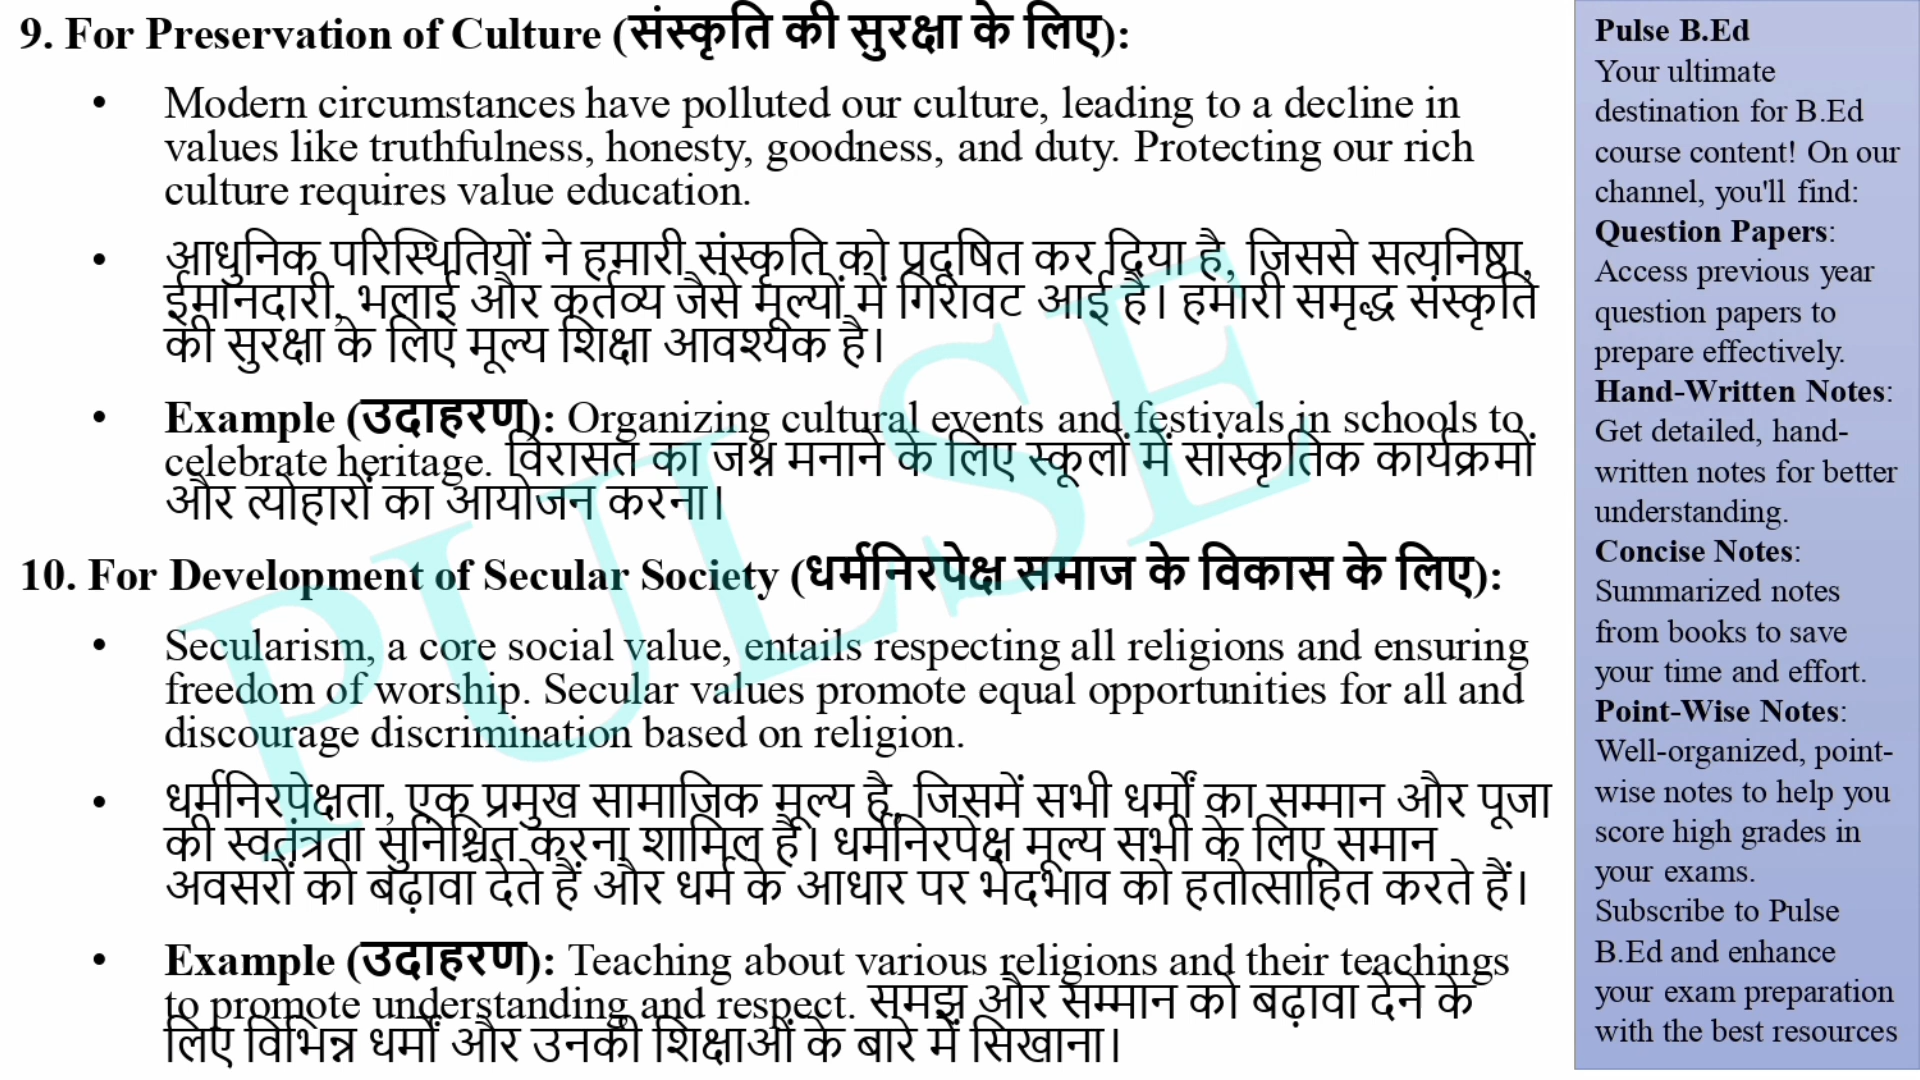 9. For Preservation of Culture (संस्कृति की सुरक्षा के लिए):
• Modern circumstances have polluted our culture, leading to a decline in
values like truthfulness, honesty, goodness, and duty. Protecting our rich
culture requires value education.
• आधुनिक परिस्थितियों ने हमारी संस्कृति को प्रदूषित कर दिया है, जिससे सत्यनिष्ठा,
ईमानदारी, भलाई और कर्तव्य जैसे मूल्यों में गिरावट आई है। हमारी समृद्ध संस्कृति
की सुरक्षा के लिए मूल्य शिक्षा आवश्यक है।
• Example (उदाहरण): Organizing cultural events and festivals in schools to
celebrate heritage. विरासत का जश्न मनाने के लिए स्कूलों में सांस्कृतिक कार्यक्रमों
और त्योहारों का आयोजन करना।
10. For Development of Secular Society (धर्मनिरपेक्ष समाज के विकास के लिए):
• Secularism, a core social value, entails respecting all religions and ensuring
freedom of worship. Secular values promote equal opportunities for all and
discourage discrimination based on religion.
• धर्मनिरपेक्षता, एक प्रमुख सामाजिक मूल्य है, जिसमें सभी धर्मों का सम्मान और पूजा
की स्वतंत्रता सुनिश्चित करना शामिल है। धर्मनिरपेक्ष मूल्य सभी के लिए समान
अवसरों को बढ़ावा देते हैं और धर्म के आधार पर भेदभाव को हतोत्साहित करते हैं।
• Example (उदाहरण): Teaching about various religions and their teachings
to promote understanding and respect. समझ और सम्मान को बढ़ावा देने के
लिए विभिन्न धर्मों और उनकी शिक्षाओं के बारे में सिखाना।
PULSE
Pulse B.Ed
Your ultimate
destination for B.Ed
course content! On our
channel, you'll find:
Question Papers:
Access previous year
question papers to
prepare effectively.
Hand-Written Notes:
Get detailed, hand-
written notes for better
understanding.
Concise Notes:
Summarized notes
from books to save
your time and effort.
Point-Wise Notes:
Well-organized, point-
wise notes to help you
score high grades in
your exams.
Subscribe to Pulse
B.Ed and enhance
your exam preparation
with the best resources